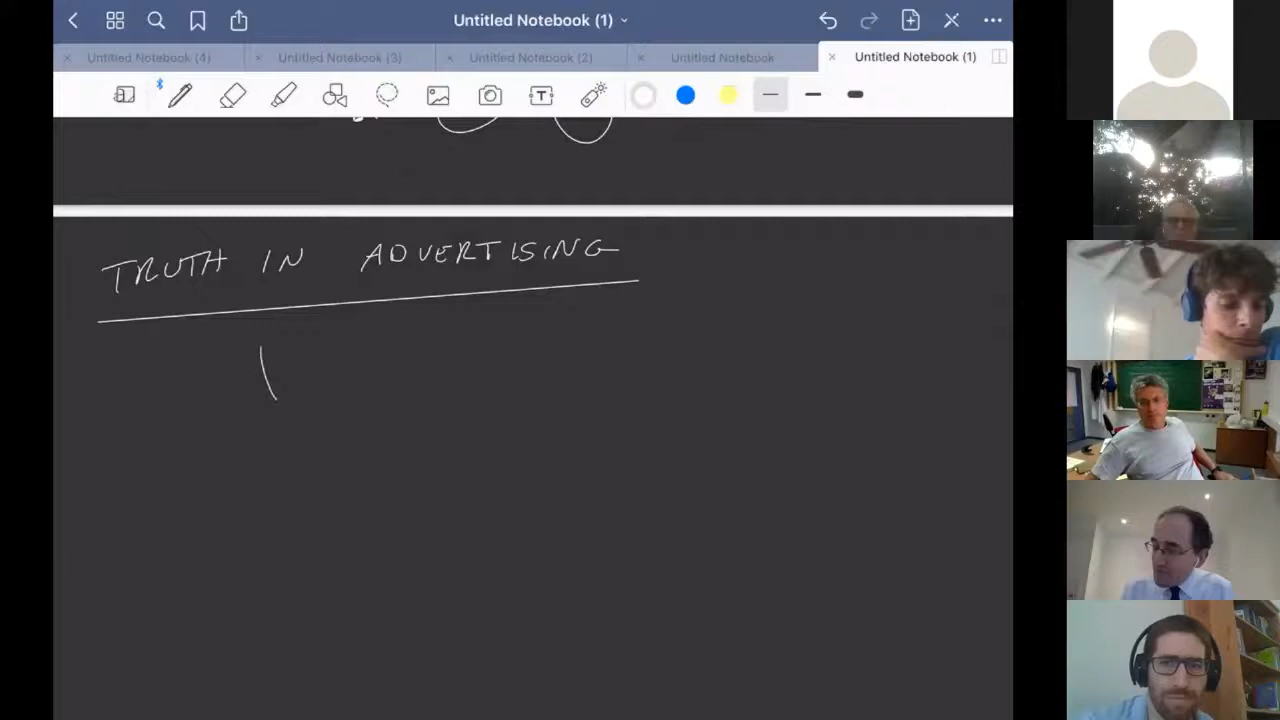 Untitled Notebook (1)
Untitled Notebook (4)
Untitled Notebook (3)
Untitled Notebook (2)
Untitled Notebook
Untitled Notebook (1)
T
TRUTH IN ADVERTISING